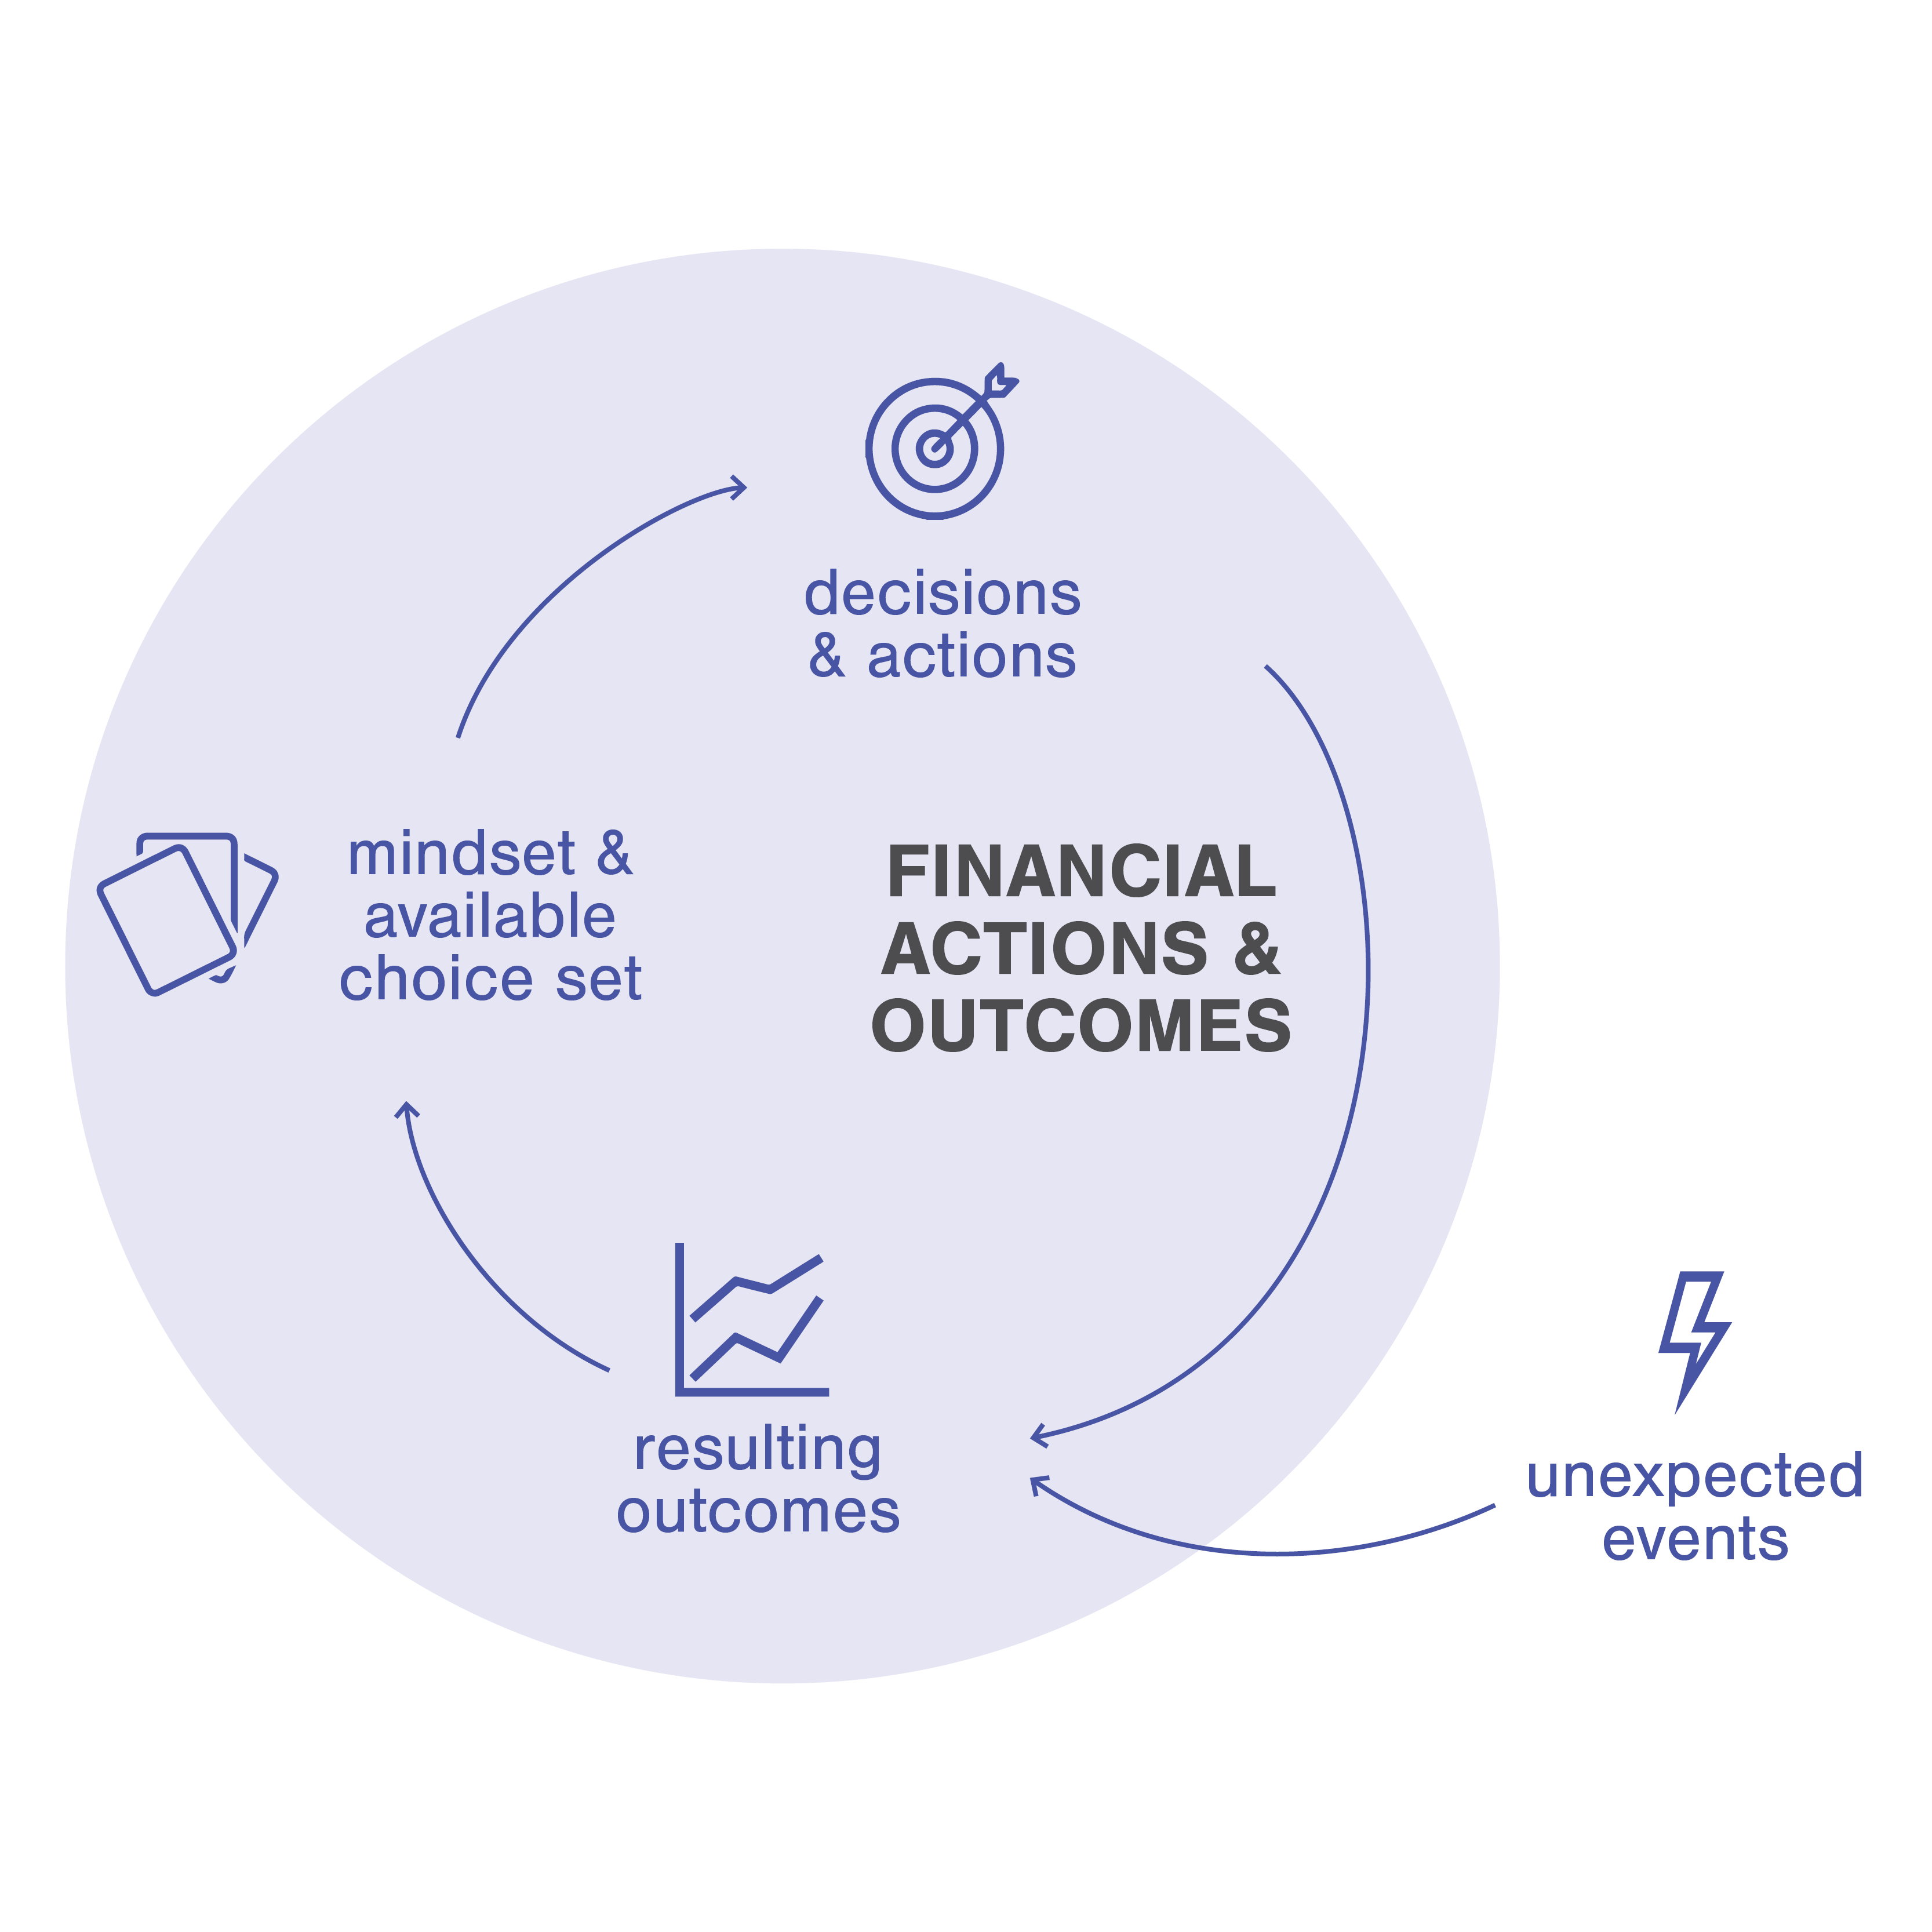 decisions
& actions
mindset &
available
choice set
FINANCIAL
ACTIONS &
OUTCOMES
resulting
outcomes
unexpected
events